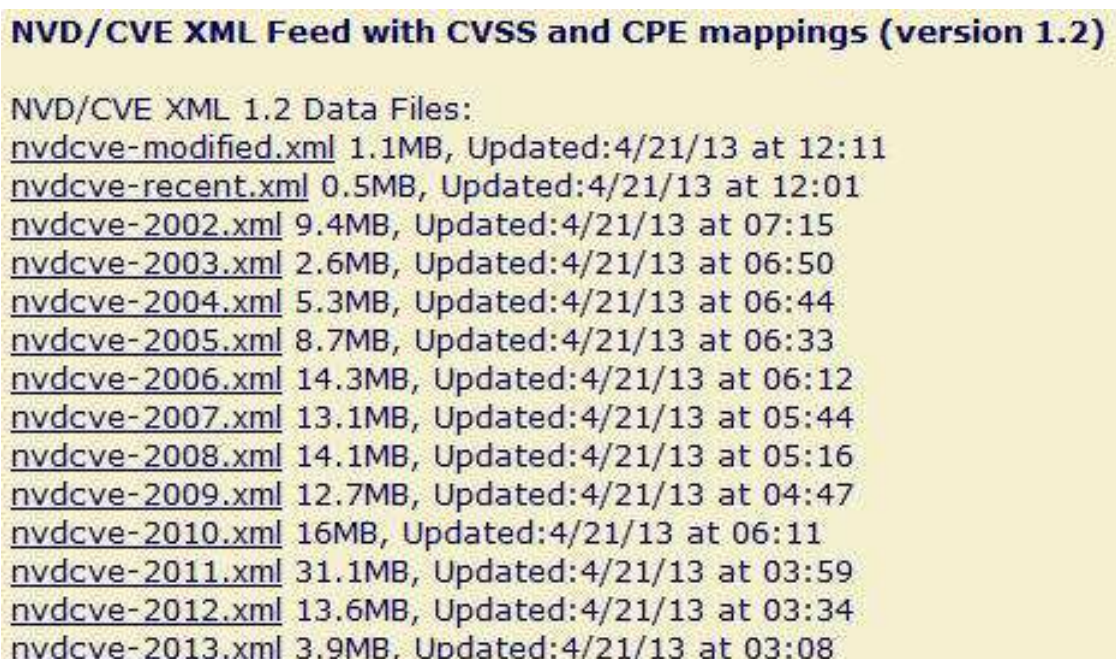 NVD/CVE XML Feed with CVSS and CPE mappings (version 1.2)
NVD/CVE XML 1.2 Data Files:
nvdcve-modified.xml 1.1MB, Updated:4/21/13 at 12:11
nvdcve-recent.xml 0.5MB, Updated:4/21/13 at 12:01
nvdcve-2002.xml 9.4MB, Updated:4/21/13 at 07:15
nvdcve-2003.xml 2.6MB, Updated:4/21/13 at 06:50
nvdcve-2004.xml 5.3MB, Updated:4/21/13 at 06:44
nvdcve-2005.xml 8.7MB, Updated:4/21/13 at 06:33
nvdcve-2006.xml 14.3MB, Updated:4/21/13 at 06:12
nvdcve-2007.xml 13.1MB, Updated:4/21/13 at 05:44
nvdcve-2008.xml 14.1MB, Updated:4/21/13 at 05:16
nvdcve-2009.xml 12.7MB, Updated:4/21/13 at 04:47
nvdcve-2010.xml 16MB, Updated:4/21/13 at 06:11
nvdcve-2011.xml 31.1MB, Updated:4/21/13 at 03:59
nvdcve-2012.xml 13.6MB, Updated:4/21/13 at 03:34
nvdcve-2013.xml 3.9MB, Updated:4/21/13 at 03:08